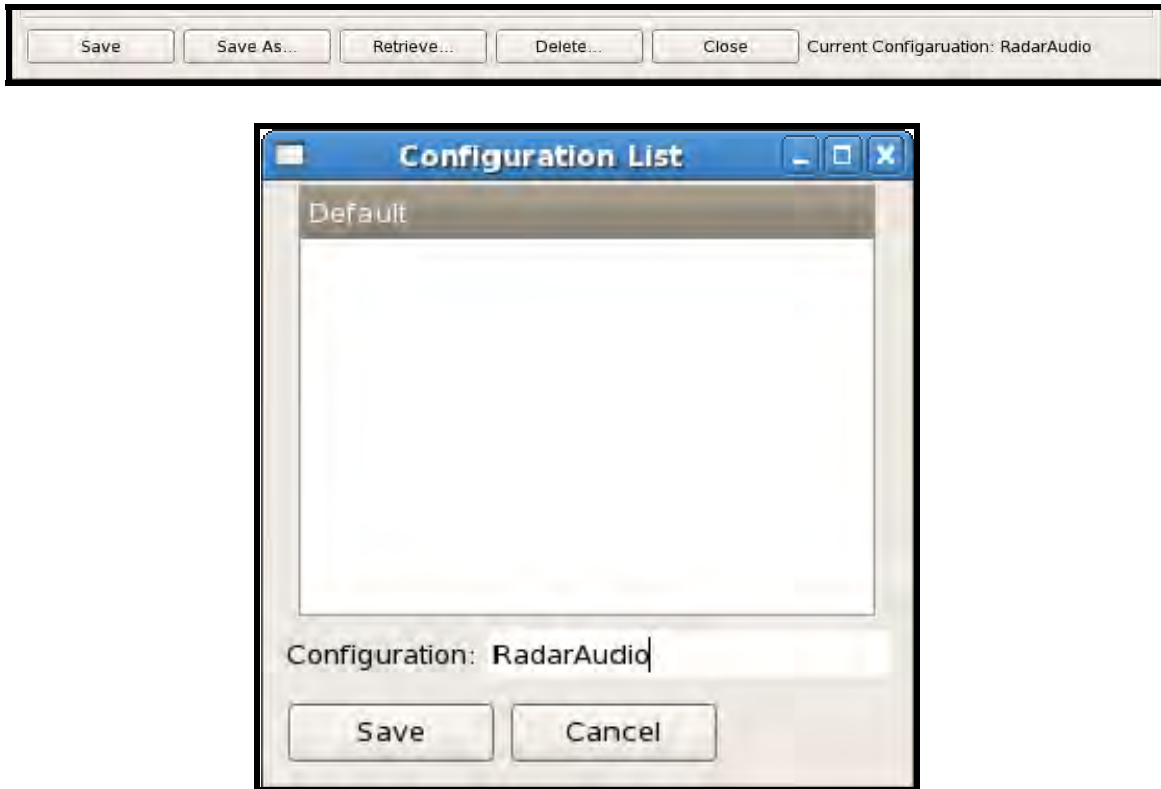 Save Save As... Retrieve... Delete... Close Current Configaruation: RadarAudio
Configuration List
Default
Configuration: RadarAudio
Save Cancel